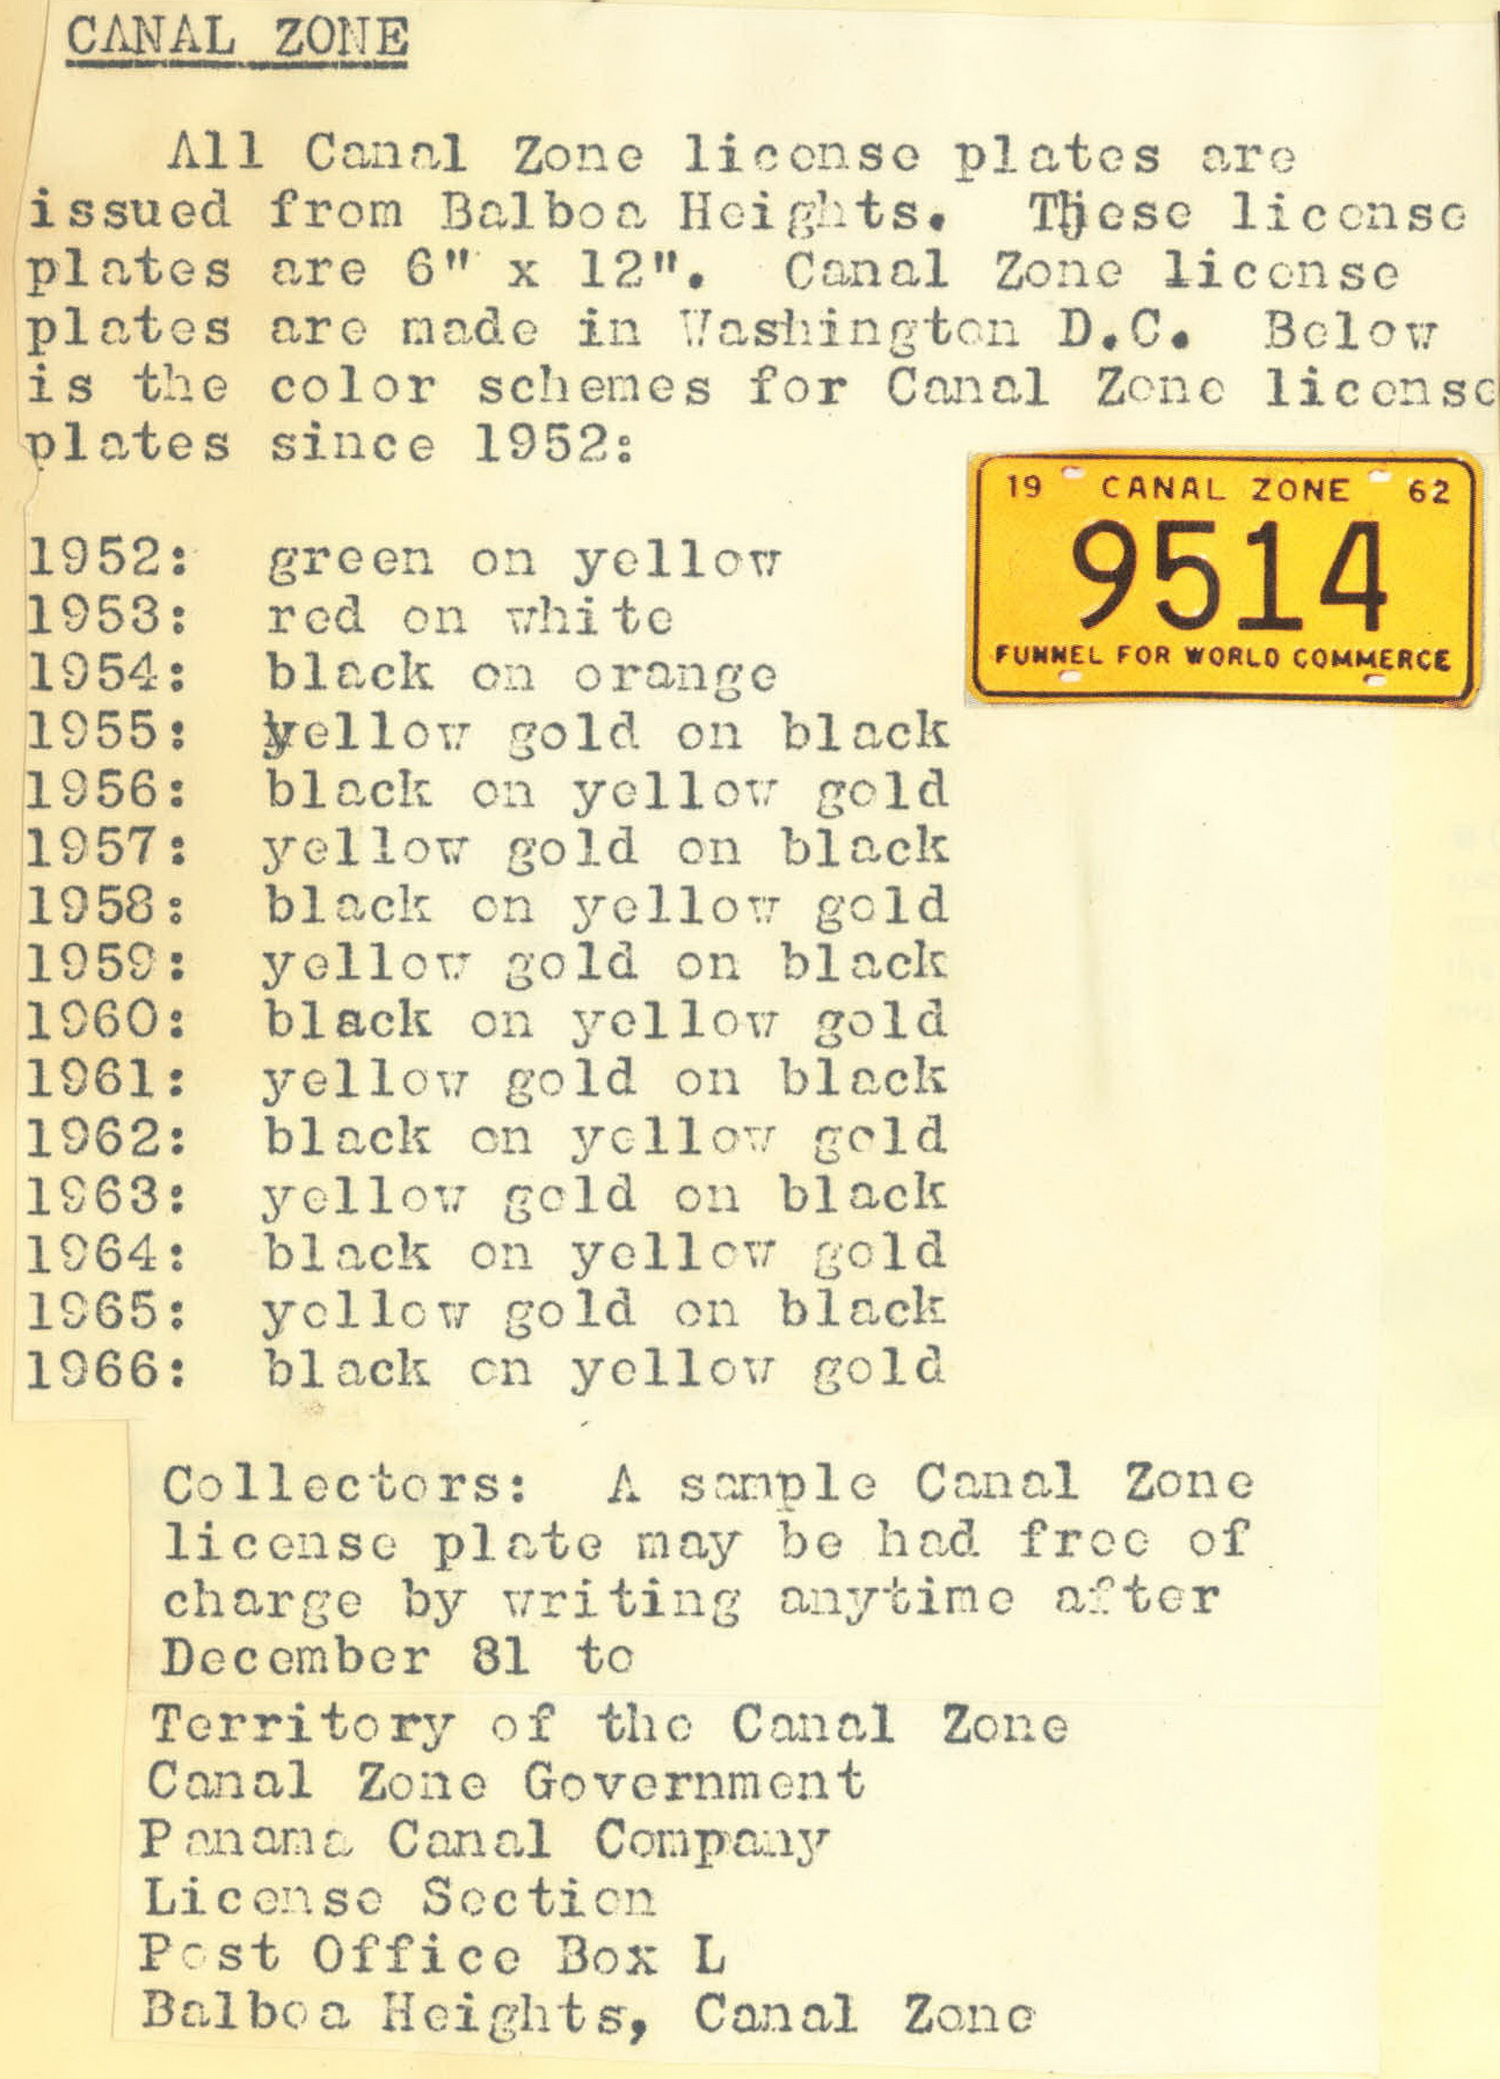 CANAL ZONE
All Canal Zone license plates are
issued from Balboa Heights. These license
plates are 6" x 12". Canal Zone license
plates are made in Washington D.C. Below
is the color schemes for Canal Zone license
plates since 1952:
19 CANAL ZONE 62
9514
FUNNEL FOR WORLD COMMERCE
1952: green on yellow
1953: red on white
1954: black on orange
1955: yellow gold on black
1956: black on yellow gold
1957: yellow gold on black
1958: black on yellow gold
1959: yellow gold on black
1960: black on yellow gold
1961: yellow gold on black
1962: black on yellow gold
1963: yellow gold on black
1964: black on yellow gold
1965: yellow gold on black
1966: black on yellow gold
Collectors: A sample Canal Zone
license plate may be had free of
charge by writing anytime after
December 31 to
Territory of the Canal Zone
Canal Zone Government
Panama Canal Company
License Section
Post Office Box L
Balboa Heights, Canal Zone